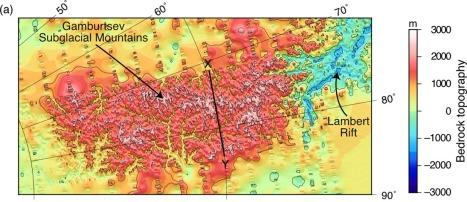 (a)
50°
60°
70°
Gamburtsev
Subglacial Mountains
X
Y
Lambert
Rift
80°
90°
m
3000
2000
1000
0
−1000
−2000
−3000
Bedrock topography